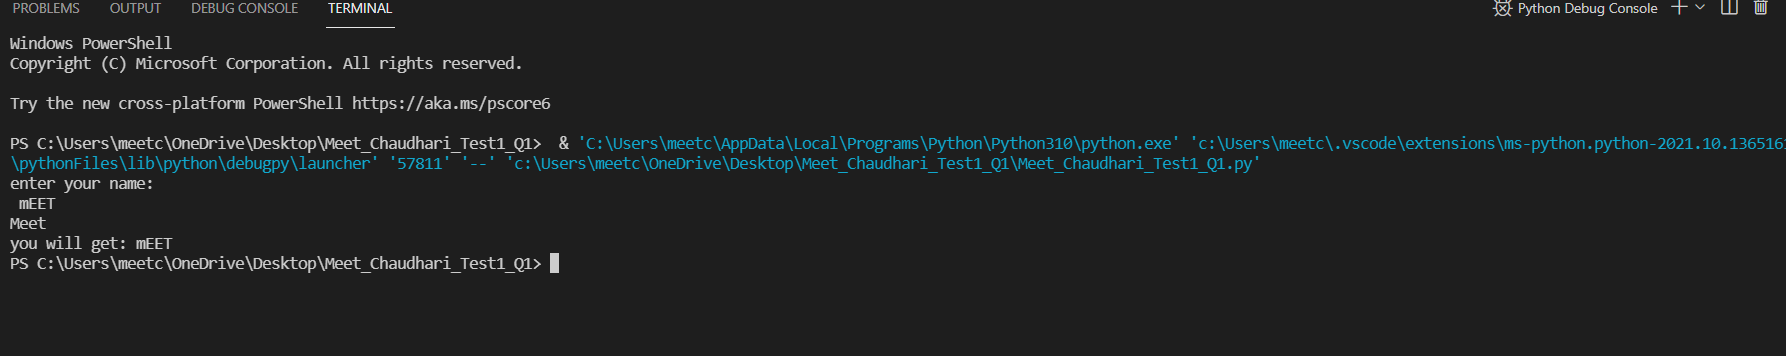 PROBLEMS OUTPUT DEBUG CONSOLE TERMINAL Python Debug Console
Windows PowerShell
Copyright (C) Microsoft Corporation. All rights reserved.
Try the new cross-platform PowerShell https://aka.ms/pscore6
PS C:\Users\meetc\OneDrive\Desktop\Meet_Chaudhari_Test1_Q1>  & 'C:\Users\meetc\AppData\Local\Programs\Python\Python310\python.exe' 'c:\Users\meetc\.vscode\extensions\ms-python.python-2021.10.1365161
\pythonFiles\lib\python\debugpy\launcher' '57811' '--' 'c:\Users\meetc\OneDrive\Desktop\Meet_Chaudhari_Test1_Q1\Meet_Chaudhari_Test1_Q1.py'
enter your name:
 mEET
Meet
you will get: mEET
PS C:\Users\meetc\OneDrive\Desktop\Meet_Chaudhari_Test1_Q1>